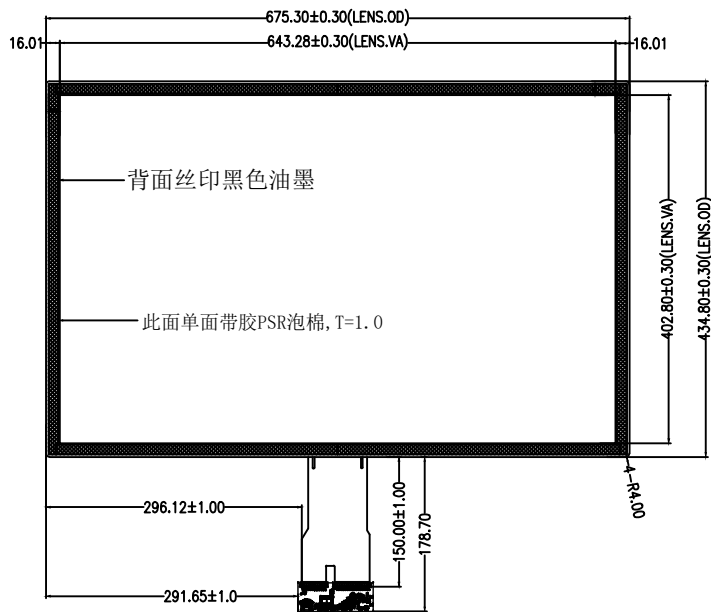 675.30±0.30(LENS.OD)
16.01
643.28±0.30(LENS.VA)
16.01
背面丝印黑色油墨
此面单面带胶PSR泡棉,T=1.0
402.80±0.30(LENS.VA)
434.80±0.30(LENS.OD)
4-R4.00
296.12±1.00
150.00±1.00
178.70
291.65±1.0